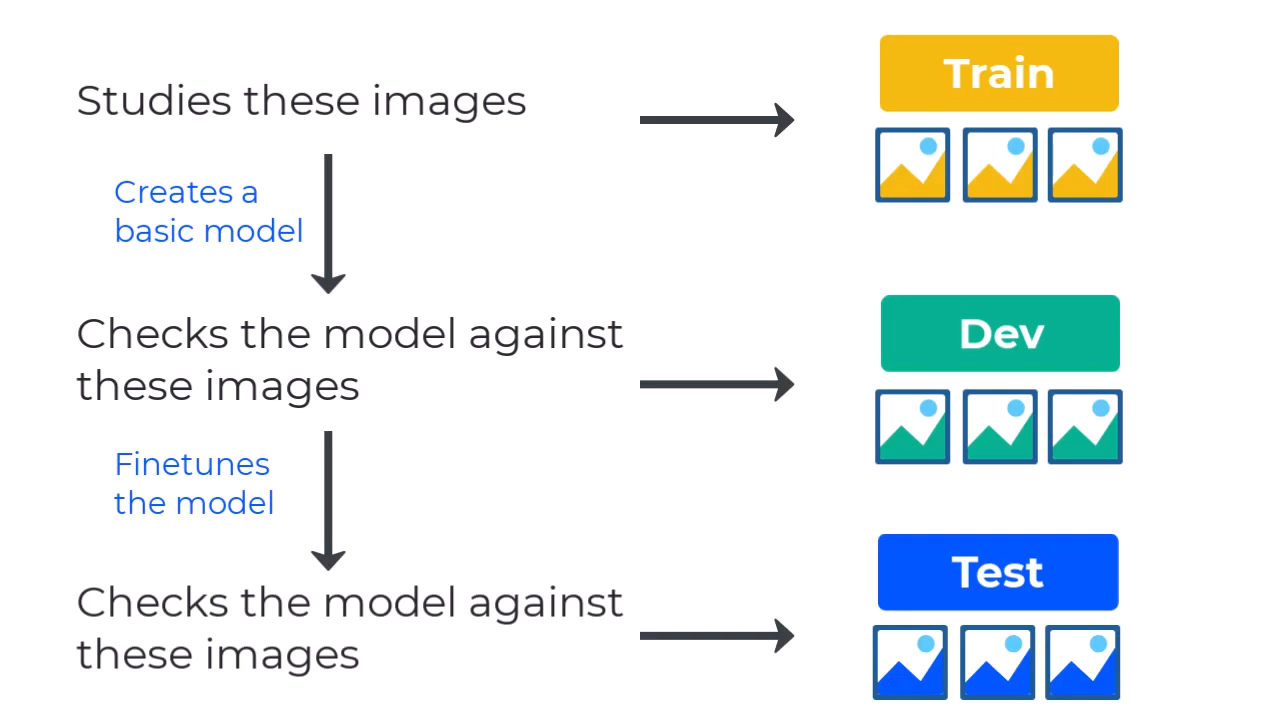 Studies these images
Train
Creates a
basic model
Checks the model against
these images
Dev
Finetunes
the model
Checks the model against
these images
Test